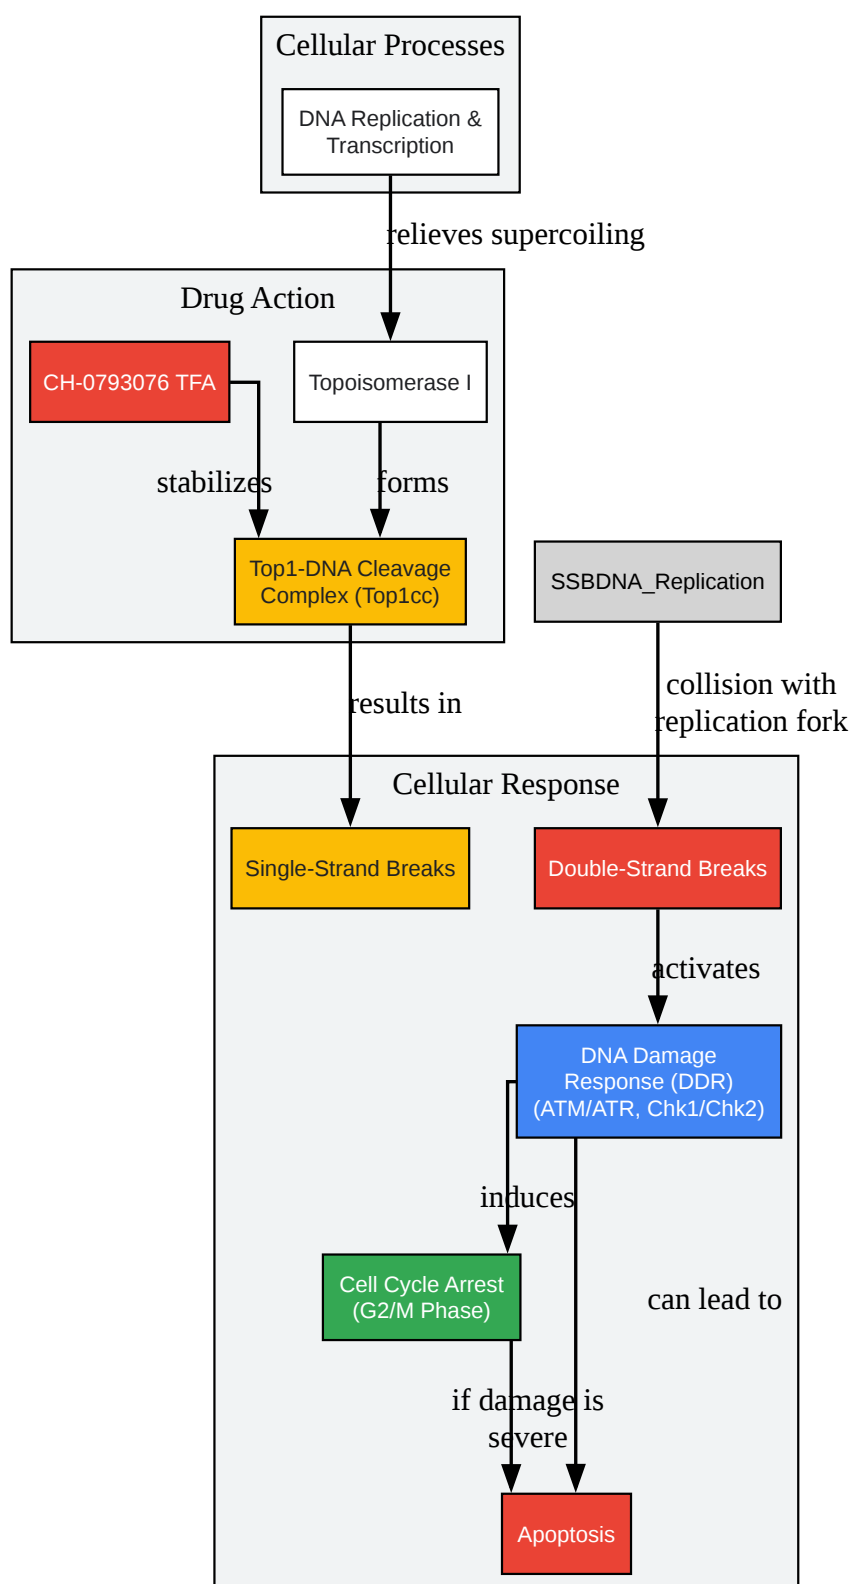 Cellular Processes
DNA Replication &
Transcription
relieves supercoiling
Drug Action
CH-0793076 TFA
Topoisomerase I
stabilizes
forms
Top1-DNA Cleavage
Complex (Top1cc)
SSBDNA_Replication
results in
collision with
replication fork
Cellular Response
Single-Strand Breaks
Double-Strand Breaks
activates
DNA Damage
Response (DDR)
(ATM/ATR, Chk1/Chk2)
induces
Cell Cycle Arrest
(G2/M Phase)
can lead to
if damage is
severe
Apoptosis